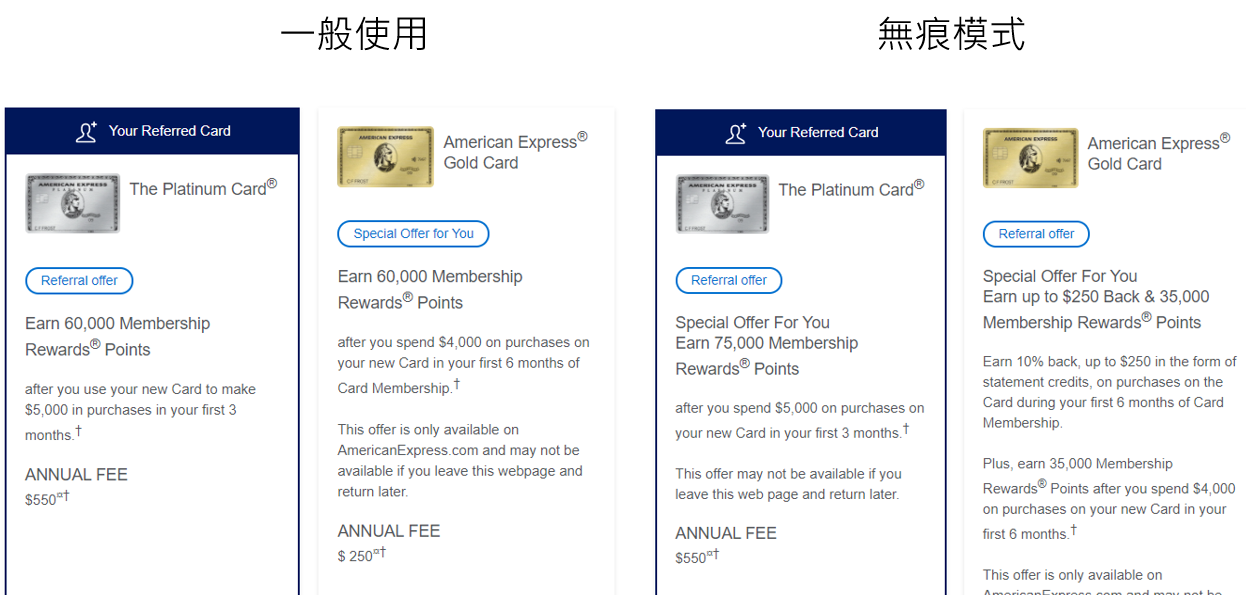 一般使用
無痕模式
Your Referred Card
AMERICAN EXPRESS
PLATINUM
C F FROST
The Platinum Card®
Referral offer
Earn 60,000 Membership
Rewards® Points
after you use your new Card to make
$5,000 in purchases in your first 3
months.†
ANNUAL FEE
$550¤†
AMERICAN EXPRESS
C F FROST
American Express®
Gold Card
Special Offer for You
Earn 60,000 Membership
Rewards® Points
after you spend $4,000 on purchases on
your new Card in your first 6 months of
Card Membership.†
This offer is only available on
AmericanExpress.com and may not be
available if you leave this webpage and
return later.
ANNUAL FEE
$ 250¤†
Your Referred Card
AMERICAN EXPRESS
PLATINUM
C F FROST
The Platinum Card®
Referral offer
Special Offer For You
Earn 75,000 Membership
Rewards® Points
after you spend $5,000 on purchases on
your new Card in your first 3 months.†
This offer may not be available if you
leave this web page and return later.
ANNUAL FEE
$550¤†
AMERICAN EXPRESS
C F FROST
American Express®
Gold Card
Referral offer
Special Offer For You
Earn up to $250 Back & 35,000
Membership Rewards® Points
Earn 10% back, up to $250 in the form of
statement credits, on purchases on the
Card during your first 6 months of Card
Membership.
Plus, earn 35,000 Membership
Rewards® Points after you spend $4,000
on purchases on your new Card in your
first 6 months.†
This offer is only available on
AmericanExpress.com and may not be